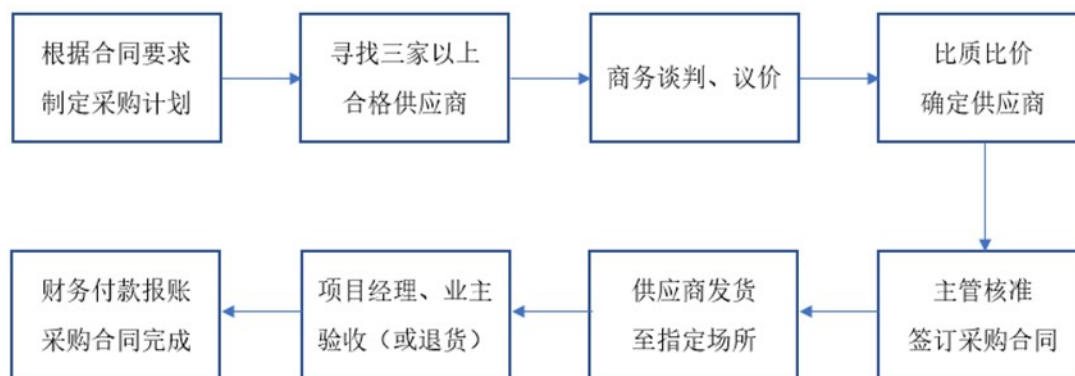 根据合同要求
制定采购计划
寻找三家以上
合格供应商
商务谈判、议价
比质比价
确定供应商
主管核准
签订采购合同
供应商发货
至指定场所
项目经理、业主
验收（或退货）
财务付款报账
采购合同完成